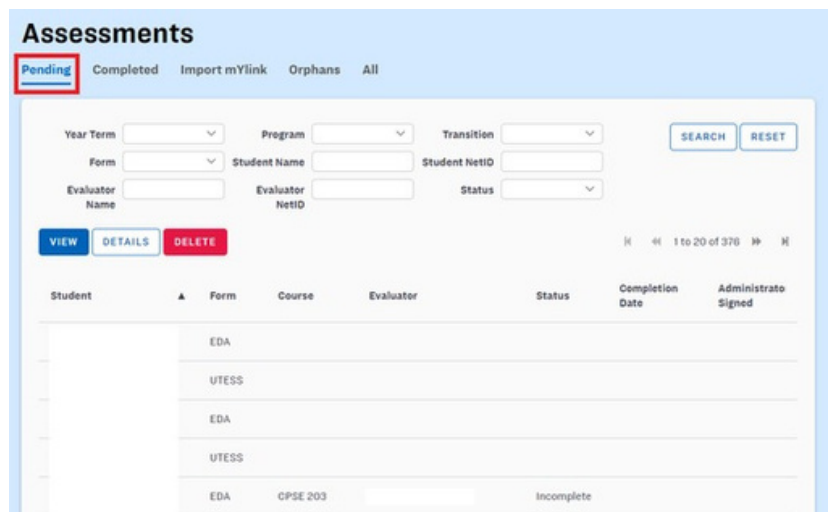 Assessments
Pending Completed Import mYlink Orphans All
Year Term Program Transition SEARCH RESET
Form Student Name Student NetID
Evaluator Name Evaluator NetID Status
VIEW DETAILS DELETE 1 to 20 of 376
Student ▲ Form Course Evaluator Status Completion Date Administrato Signed
EDA
UTESS
EDA
UTESS
EDA CPSE 203 Incomplete